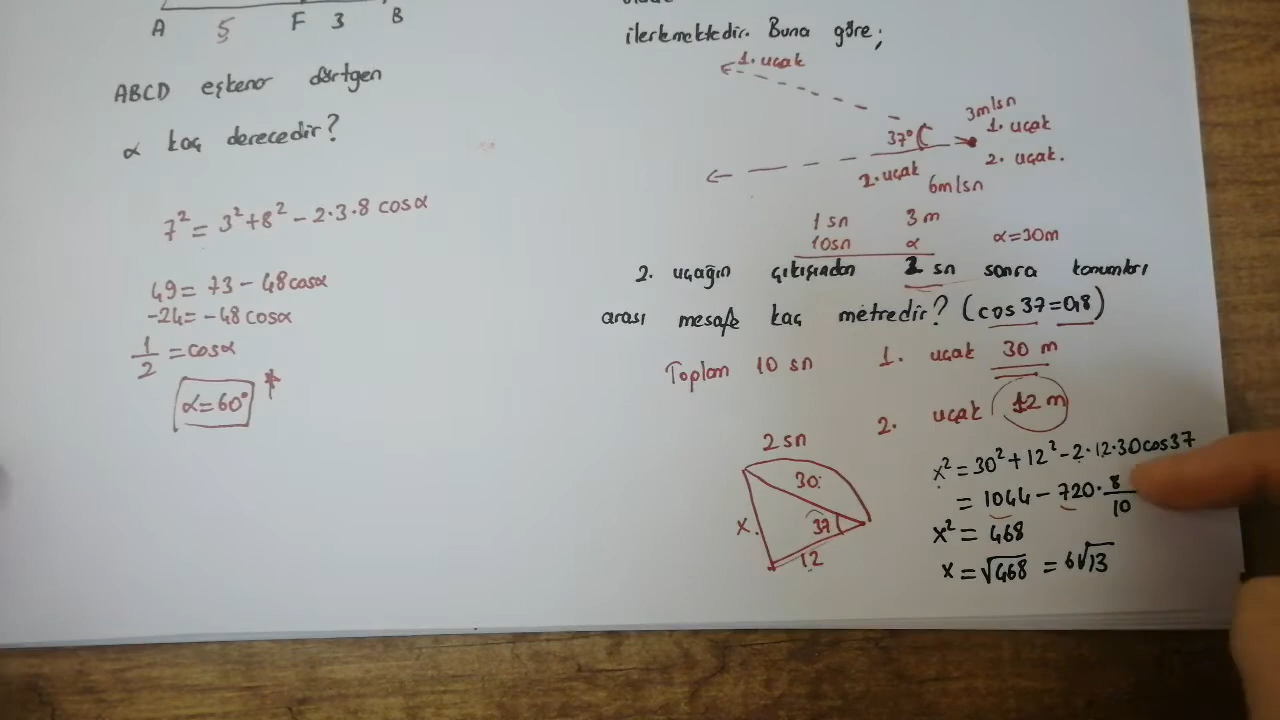 A 5 F 3 B
ABCD eşkenar dörtgen
α kaç derecedir?
7² = 3²+8² - 2·3·8 cosα
49 = 73 - 48cosα
-24 = -48cosα
1/2 = cosα
α=60°
ilerlemektedir. Buna göre;
1. uçak
3m/sn
37° 1. uçak
2. uçak.
2. uçak
6m/sn
1 sn 3 m
10sn α α=30m
2. uçağın çıkışından 2 sn sonra konumları
arası mesafe kaç metredir? (cos 37=0,8)
Toplam 10 sn 1. uçak 30 m
2. uçak 12 m
2 sn
30
x 37
12
x² = 30² + 12² - 2·12·30cos37
= 1044 - 720·8/10
x² = 468
x = √468 = 6√13